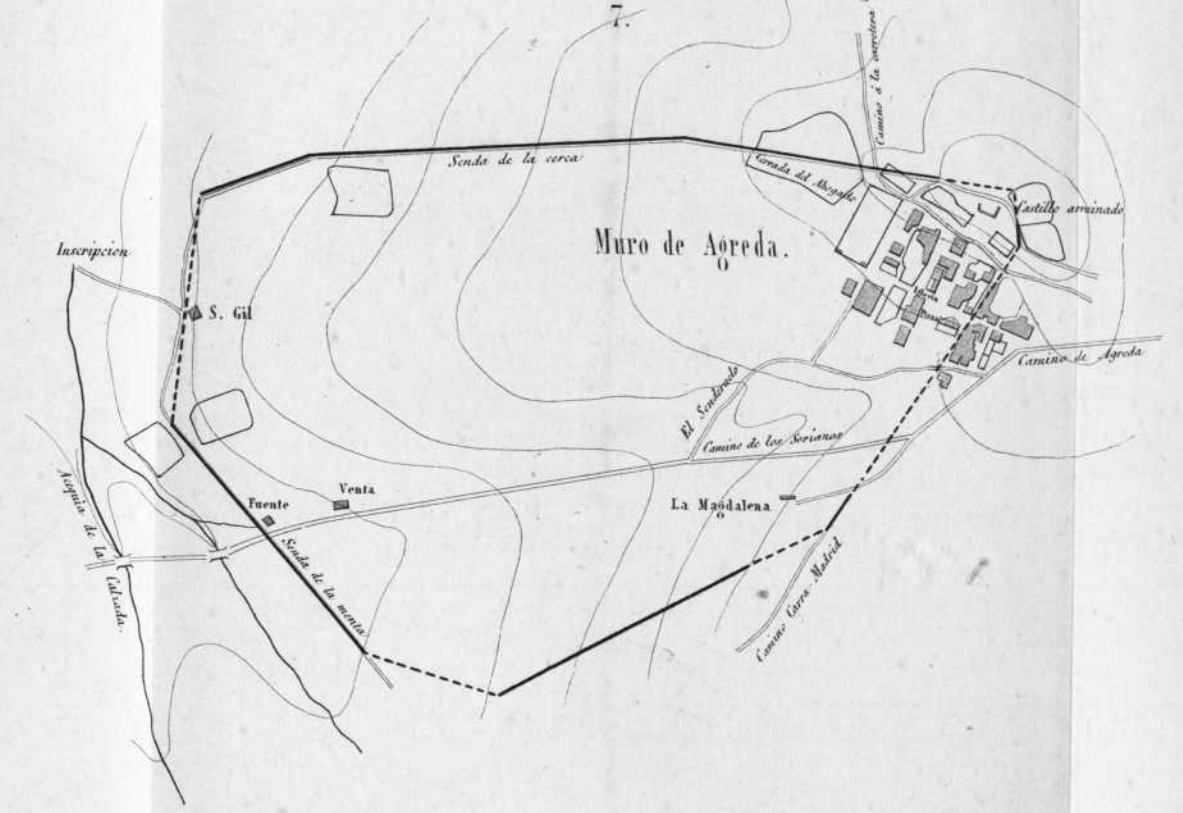 7.
Camino á la carretera
Senda de la cerca
Cerrada del Abogado
Castillo arruinado
Muro de Agreda.
Inscripcion
S. Gil
Camino de Agreda
El Senderuelo
Camino de los Sorianos
Venta
Fuente
La Magdalena
Acequia de la Calzada.
Senda de la menta
Camino Carra-Madrid